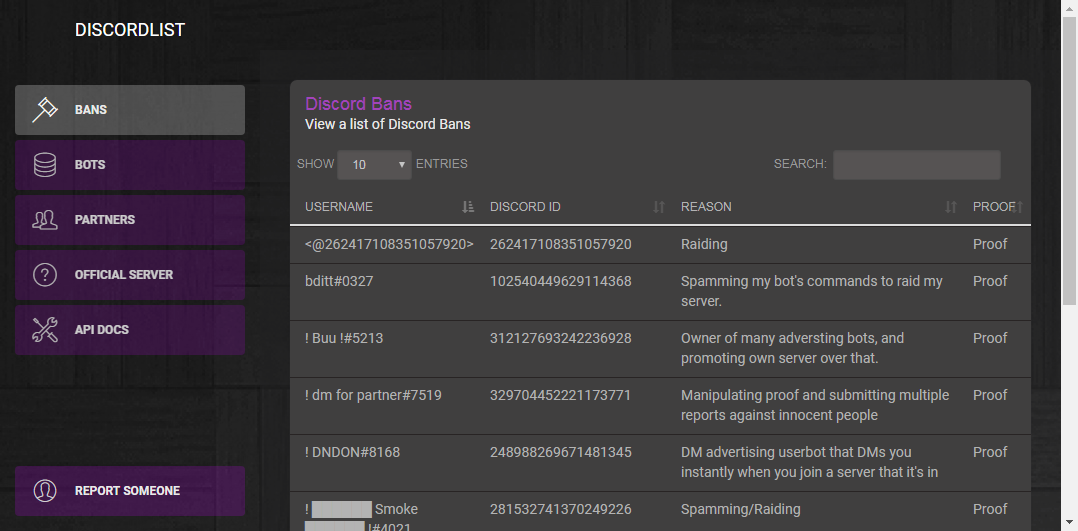 DISCORDLIST
BANS
BOTS
PARTNERS
OFFICIAL SERVER
API DOCS
REPORT SOMEONE
Discord Bans
View a list of Discord Bans
SHOW 10 ENTRIES SEARCH:
USERNAME DISCORD ID REASON PROOF
<@262417108351057920> 262417108351057920 Raiding Proof
bditt#0327 102540449629114368 Spamming my bot's commands to raid my Proof
server.
! Buu !#5213 312127693242236928 Owner of many adversting bots, and Proof
promoting own server over that.
! dm for partner#7519 329704452221173771 Manipulating proof and submitting multiple Proof
reports against innocent people
! DNDON#8168 248988269671481345 DM advertising userbot that DMs you Proof
instantly when you join a server that it's in
! ██████ Smoke 281532741370249226 Spamming/Raiding Proof
██████ !#4021